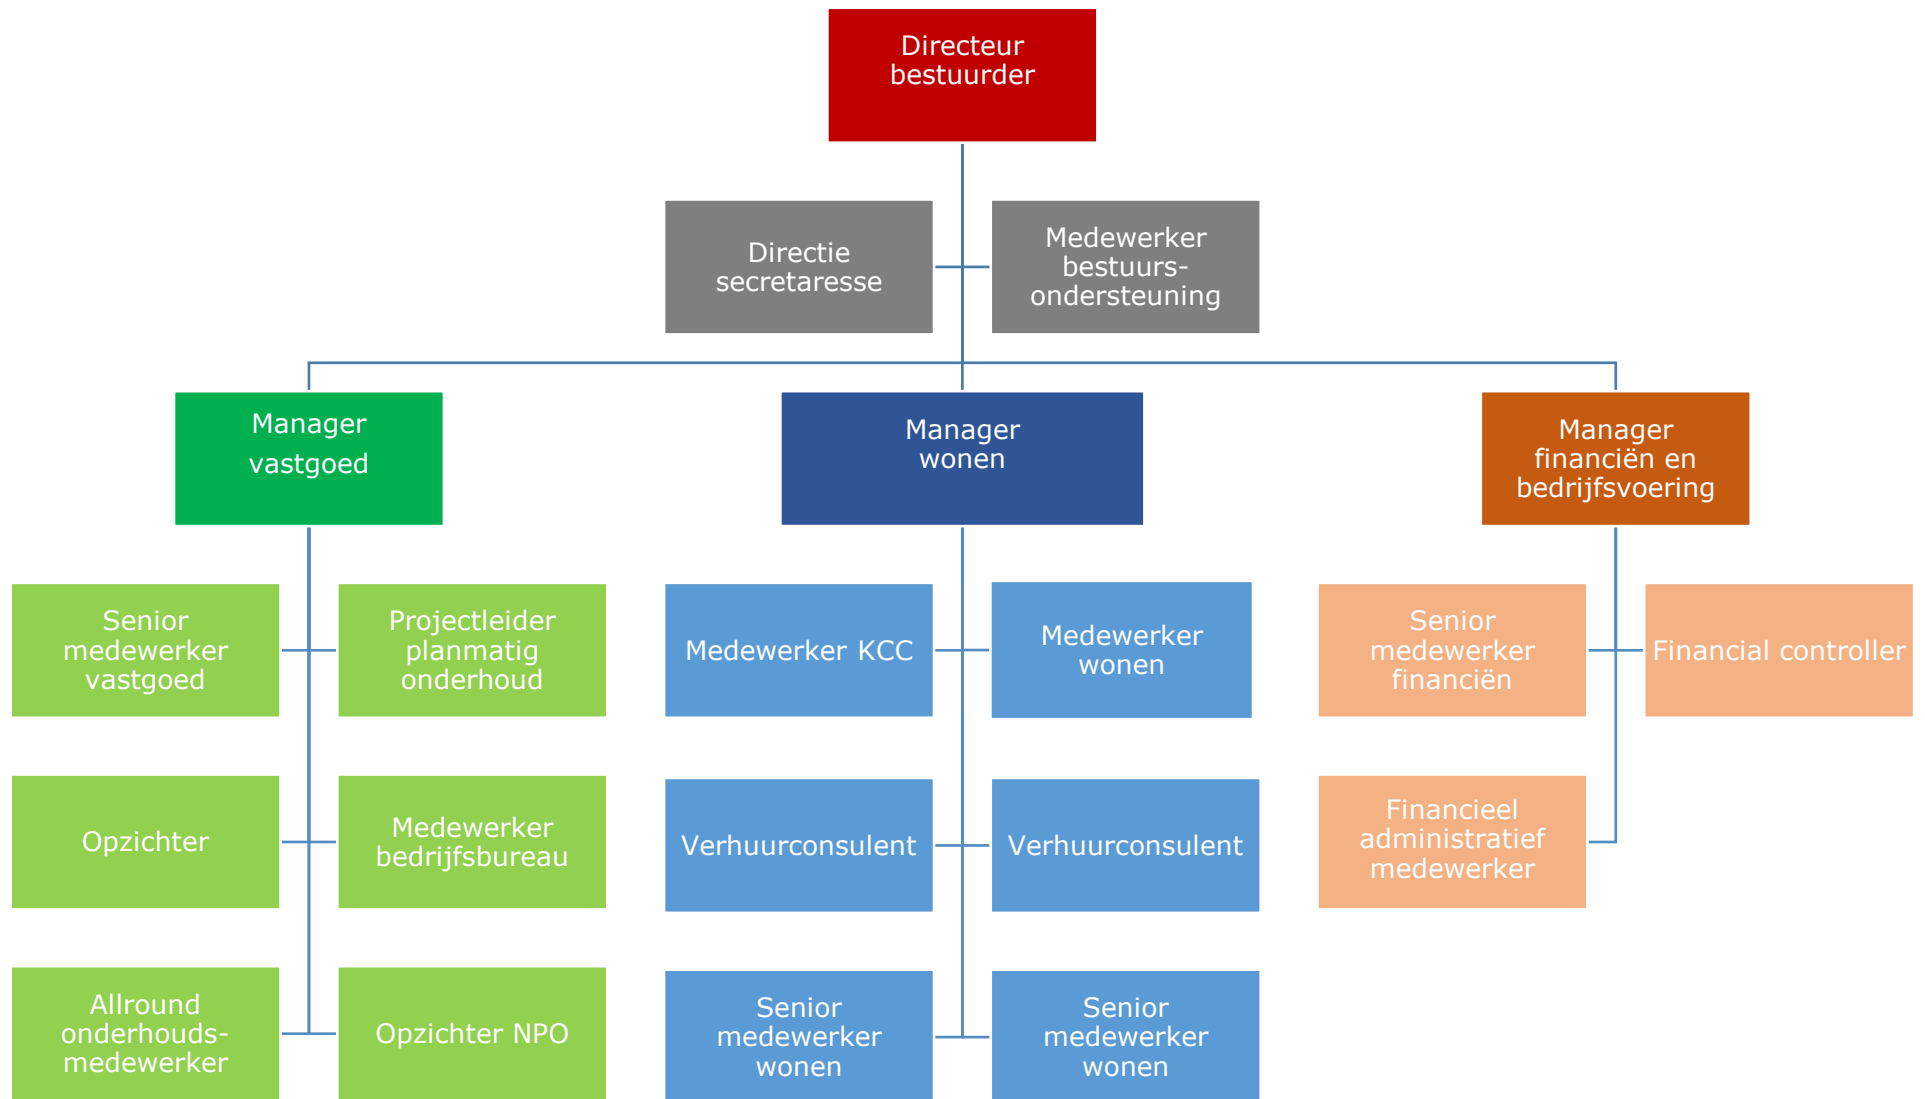 Directeur
bestuurder
Directie
secretaresse
Medewerker
bestuurs-
ondersteuning
Manager
vastgoed
Manager
wonen
Manager
financiën en
bedrijfsvoering
Senior
medewerker
vastgoed
Projectleider
planmatig
onderhoud
Medewerker KCC
Medewerker
wonen
Senior
medewerker
financiën
Financial controller
Opzichter
Medewerker
bedrijfsbureau
Verhuurconsulent
Verhuurconsulent
Financieel
administratief
medewerker
Allround
onderhouds-
medewerker
Opzichter NPO
Senior
medewerker
wonen
Senior
medewerker
wonen